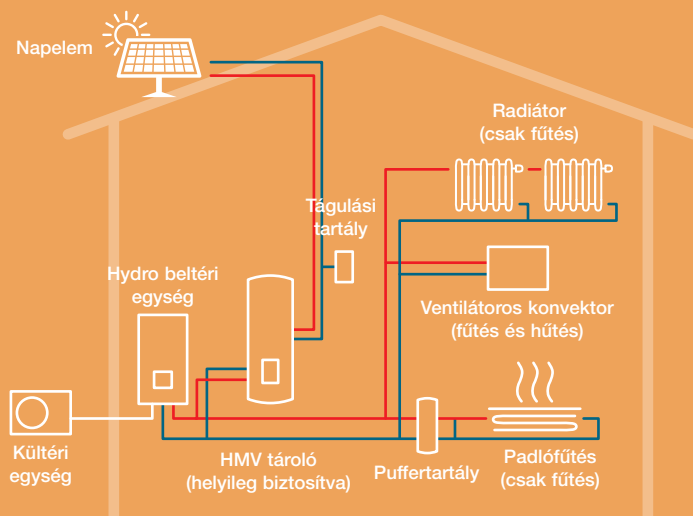 Napelem
Radiátor
(csak fűtés)
Tágulási
tartály
Hydro beltéri
egység
Ventilátoros konvektor
(fűtés és hűtés)
Kültéri
egység
HMV tároló
(helyileg biztosítva)
Puffertartály
Padlófűtés
(csak fűtés)